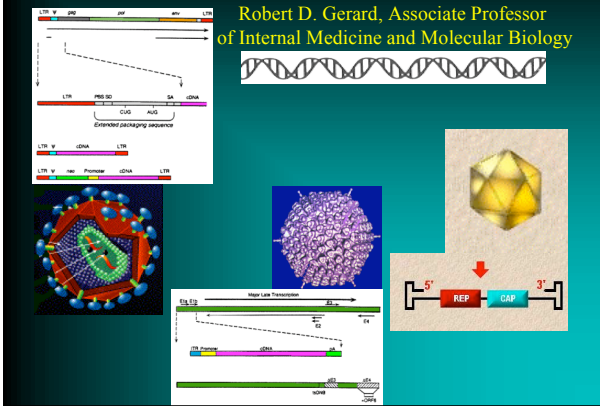 Robert D. Gerard, Associate Professor
of Internal Medicine and Molecular Biology
LTR Ψ gag pol env LTR
LTR PBS SD SA cDNA
CUG AUG
Extended packaging sequence
LTR Ψ cDNA LTR
LTR Ψ neo Promoter cDNA LTR
5' 3'
REP CAP
Major Late Transcription
E1a E1b E3
E2 E4
ITR Promoter cDNA pA